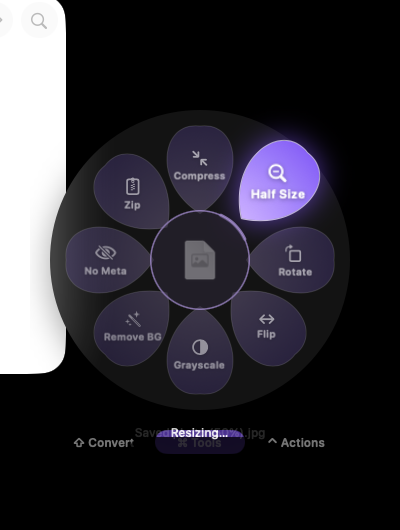 Compress
Half Size
Zip
No Meta
Rotate
Remove BG
Flip
Grayscale
Resizing...
Convert
⌘ Tools
^ Actions